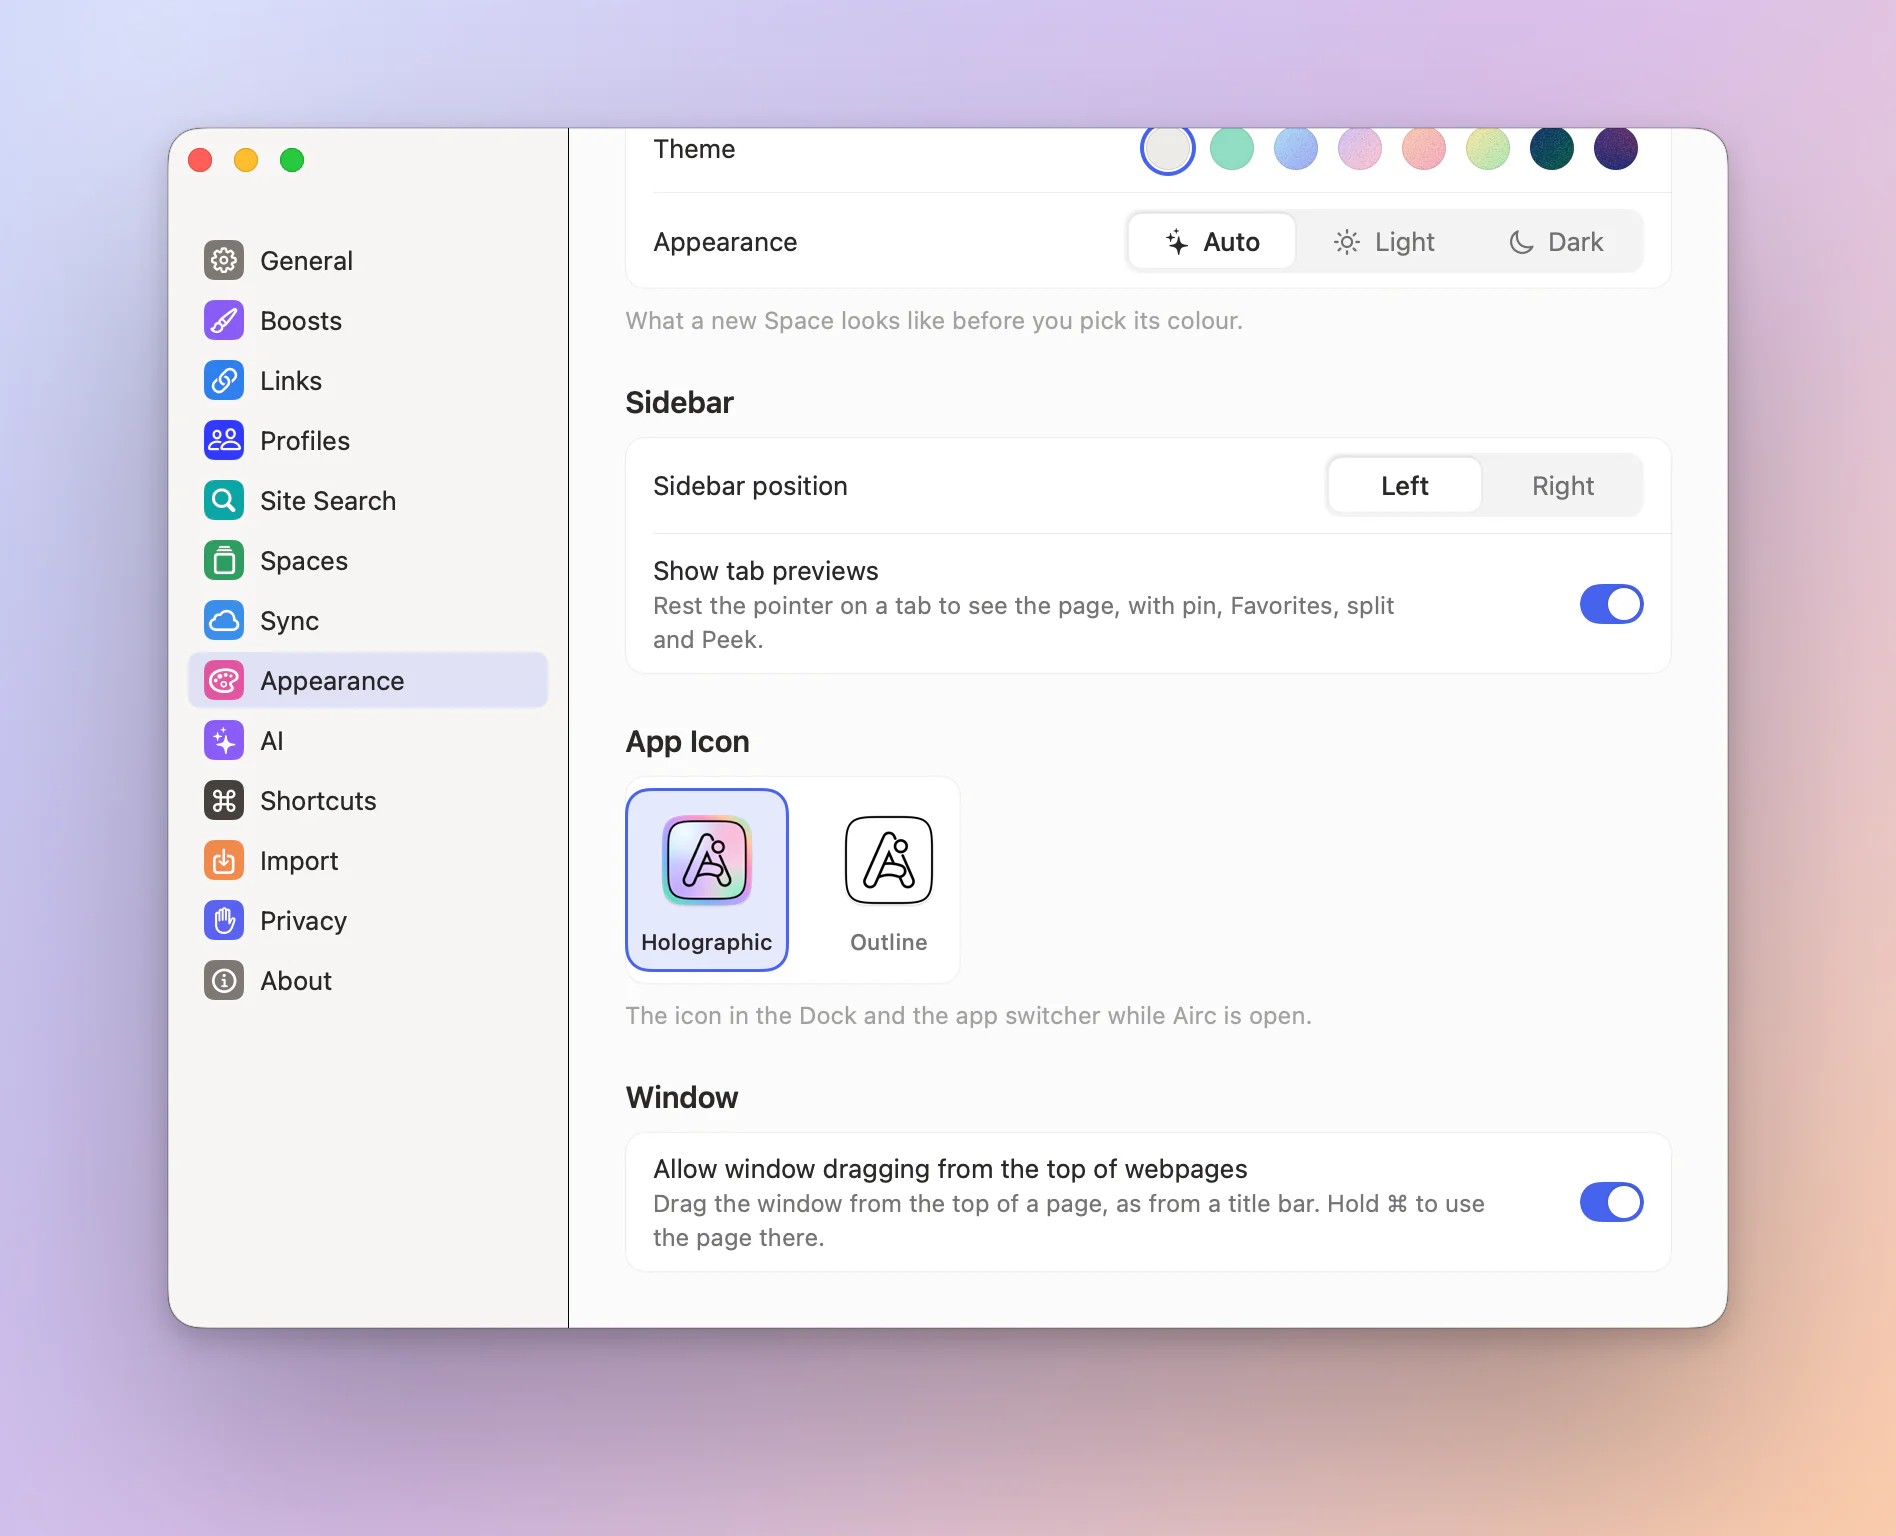 General
Boosts
Links
Profiles
Site Search
Spaces
Sync
Appearance
AI
Shortcuts
Import
Privacy
About
Theme
Appearance
Auto
Light
Dark
What a new Space looks like before you pick its colour.
Sidebar
Sidebar position
Left
Right
Show tab previews
Rest the pointer on a tab to see the page, with pin, Favorites, split
and Peek.
App Icon
Holographic
Outline
The icon in the Dock and the app switcher while Airc is open.
Window
Allow window dragging from the top of webpages
Drag the window from the top of a page, as from a title bar. Hold ⌘ to use
the page there.